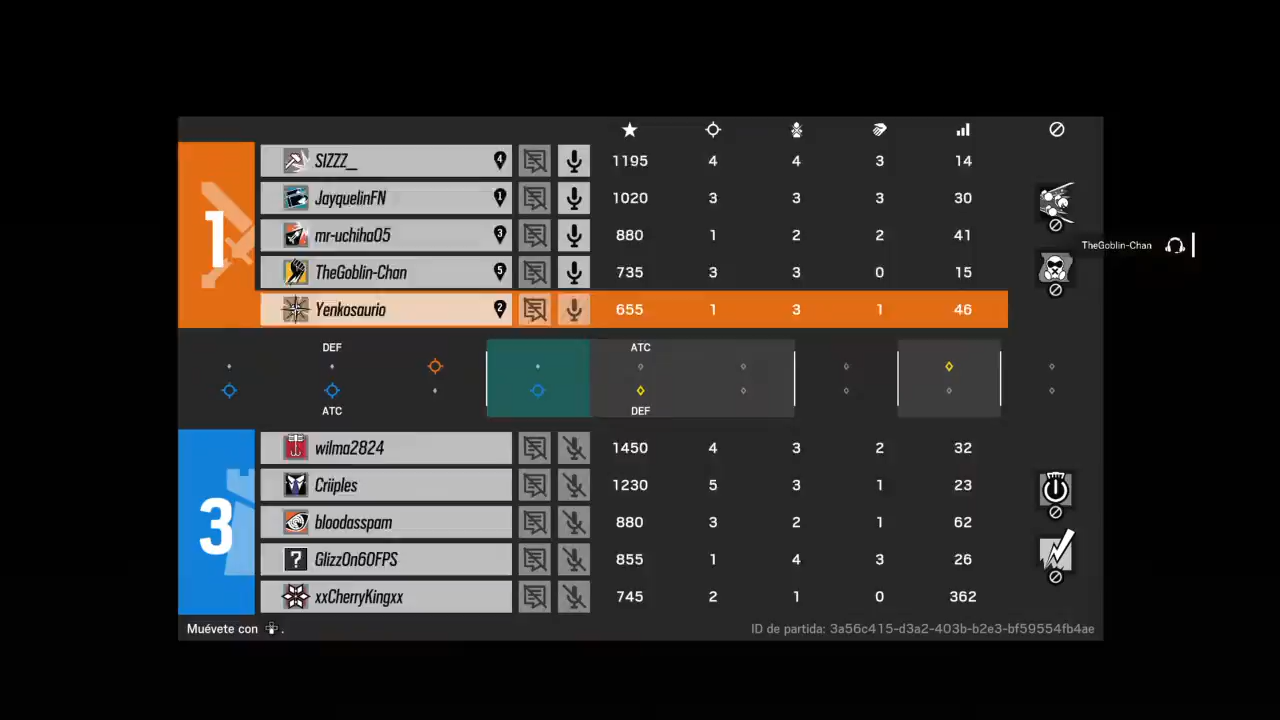 1
SIZZZ_ 4 1195 4 4 3 14
JayquelinFN 1 1020 3 3 3 30
mr-uchiha05 3 880 1 2 2 41
TheGoblin-Chan
TheGoblin-Chan 5 735 3 3 0 15
Yenkosaurio 2 655 1 3 1 46
DEF ATC
ATC DEF
3
wilma2824 1450 4 3 2 32
Criiples 1230 5 3 1 23
bloodasspam 880 3 2 1 62
? GlizzOn60FPS 855 1 4 3 26
xxCherryKingxx 745 2 1 0 362
Muévete con .
ID de partida: 3a56c415-d3a2-403b-b2e3-bf59554fb4ae